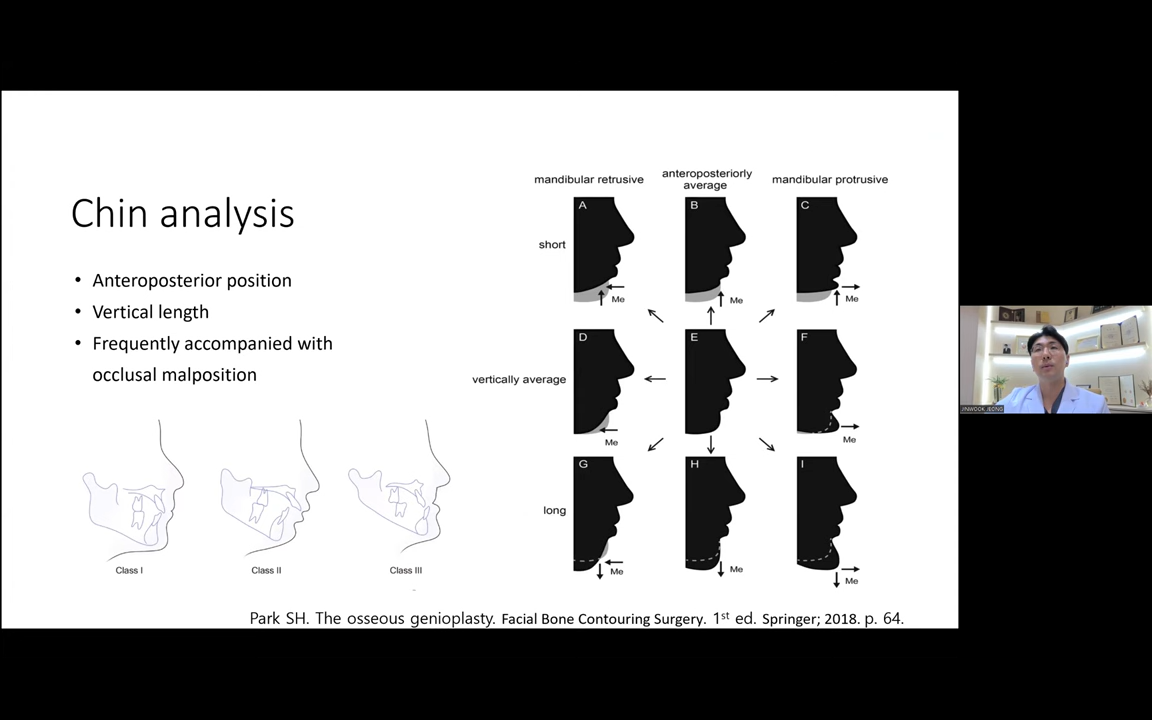 Chin analysis
• Anteroposterior position
• Vertical length
• Frequently accompanied with
occlusal malposition
Class I
Class II
Class III
mandibular retrusive
anteroposteriorly
average
mandibular protrusive
short
A
Me
B
Me
C
Me
vertically average
D
Me
E
F
Me
long
G
Me
H
Me
I
Me
Park SH. The osseous genioplasty. Facial Bone Contouring Surgery. 1st ed. Springer; 2018. p. 64.
JINWOOK JEONG